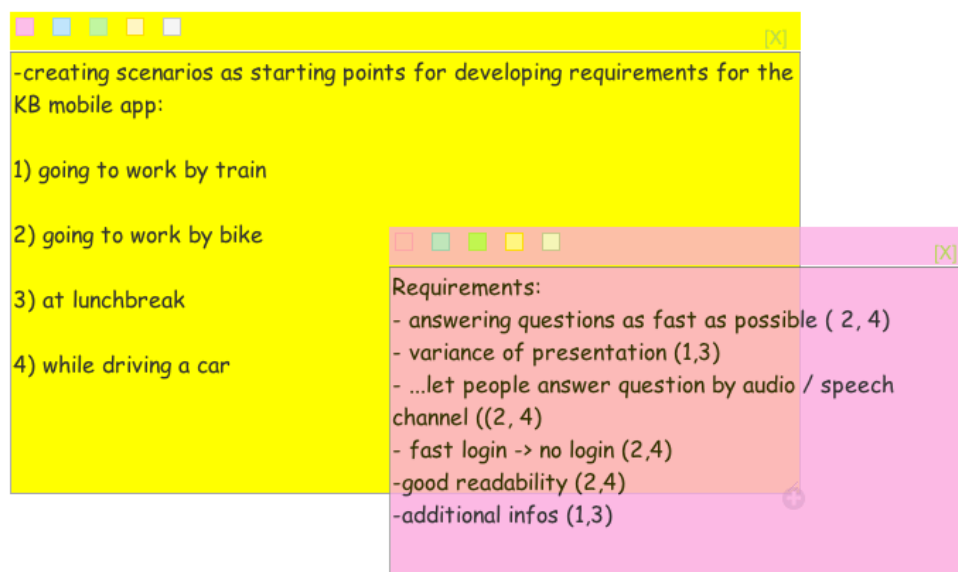 [X]
-creating scenarios as starting points for developing requirements for the
KB mobile app:
1) going to work by train
2) going to work by bike
3) at lunchbreak
4) while driving a car
[X]
Requirements:
- answering questions as fast as possible ( 2, 4)
- variance of presentation (1,3)
- ...let people answer question by audio / speech
channel ((2, 4)
- fast login -> no login (2,4)
-good readability (2,4)
-additional infos (1,3)